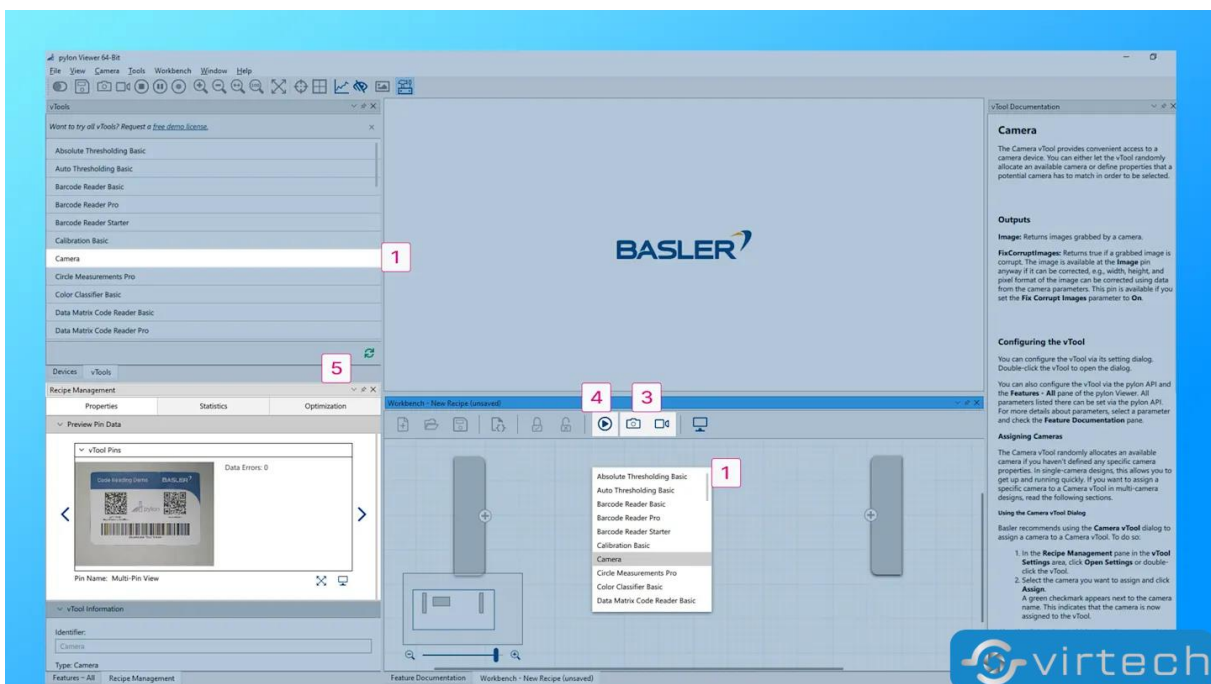 pylon Viewer 64-Bit
File View Camera Tools Workbench Window Help
vTools
Want to try all vTools? Request a free demo license.
Absolute Thresholding Basic
Auto Thresholding Basic
Barcode Reader Basic
Barcode Reader Pro
Barcode Reader Starter
Calibration Basic
Camera
1
Circle Measurements Pro
Color Classifier Basic
Data Matrix Code Reader Basic
Data Matrix Code Reader Pro
Devices vTools
5
Recipe Management
Properties Statistics Optimization
Preview Pin Data
vTool Pins
Data Errors: 0
Code Reading Demo BASLER
pylon
Pin Name: Multi-Pin View
vTool Information
Identifier:
Camera
Type: Camera
Features - All Recipe Management
BASLER
4
3
Workbench - New Recipe (unsaved)
1
Absolute Thresholding Basic
Auto Thresholding Basic
Barcode Reader Basic
Barcode Reader Pro
Barcode Reader Starter
Calibration Basic
Camera
Circle Measurements Pro
Color Classifier Basic
Data Matrix Code Reader Basic
Feature Documentation Workbench - New Recipe (unsaved)
vTool Documentation
Camera
The Camera vTool provides convenient access to a
camera device. You can either let the vTool randomly
allocate an available camera or define properties that a
potential camera has to match in order to be selected.
Outputs
Image: Returns images grabbed by a camera.
FixCorruptImages: Returns true if a grabbed image is
corrupt. The image is available at the Image pin
anyway if it can be corrected, e.g., width, height, and
pixel format of the image can be corrected using data
from the camera parameters. This pin is available if you
set the Fix Corrupt Images parameter to On.
Configuring the vTool
You can configure the vTool via its setting dialog.
Double-click the vTool to open the dialog.
You can also configure the vTool via the pylon API and
the Features - All pane of the pylon Viewer. All
parameters listed there can be set via the pylon API.
For more details about parameters, select a parameter
and check the Feature Documentation pane.
Assigning Cameras
The Camera vTool randomly allocates an available
camera if you haven't defined any specific camera
properties. In single-camera designs, this allows you to
get up and running quickly. If you want to assign a
specific camera to a Camera vTool in multi-camera
designs, read the following sections.
Using the Camera vTool Dialog
Basler recommends using the Camera vTool dialog to
assign a camera to a Camera vTool. To do so:
1. In the Recipe Management pane in the vTool
Settings area, click Open Settings or double-
click the vTool.
2. Select the camera you want to assign and click
Assign.
A green checkmark appears next to the camera
name. This indicates that the camera is now
assigned to the vTool.
virtech